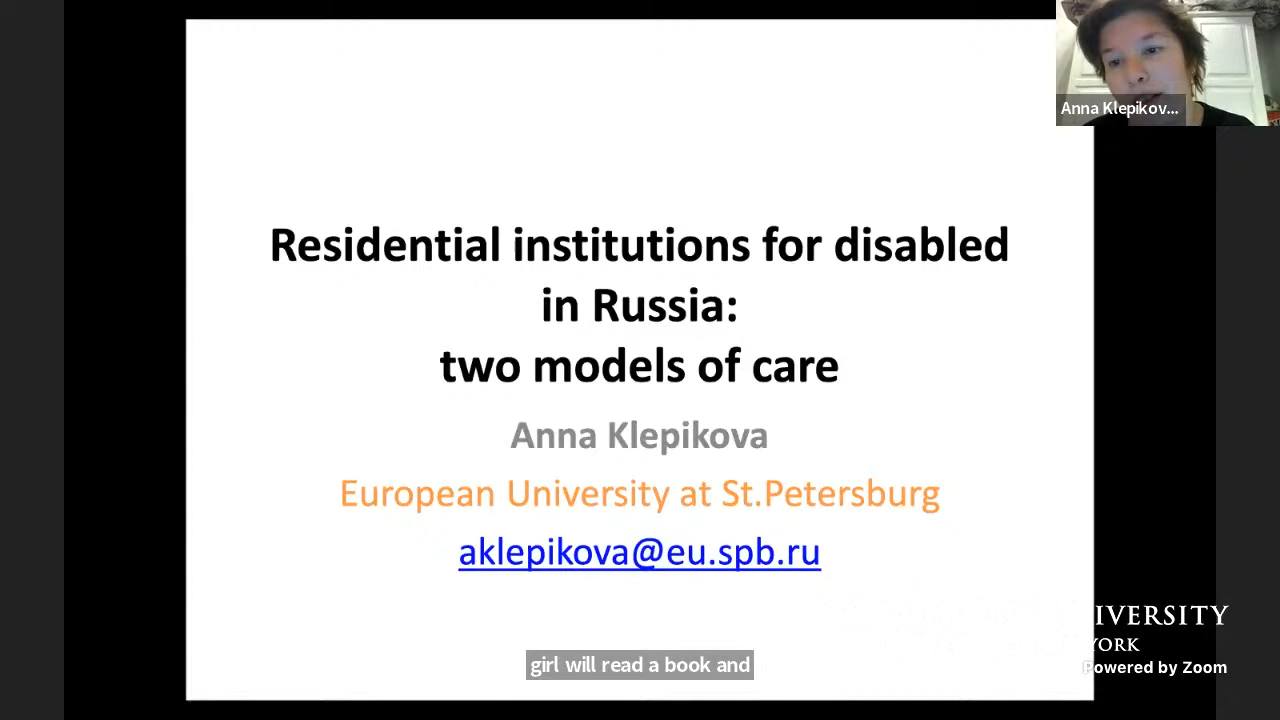 Anna Klepikov...
Residential institutions for disabled
in Russia:
two models of care
Anna Klepikova
European University at St.Petersburg
aklepikova@eu.spb.ru
IVERSITY
YORK
Powered by Zoom
girl will read a book and